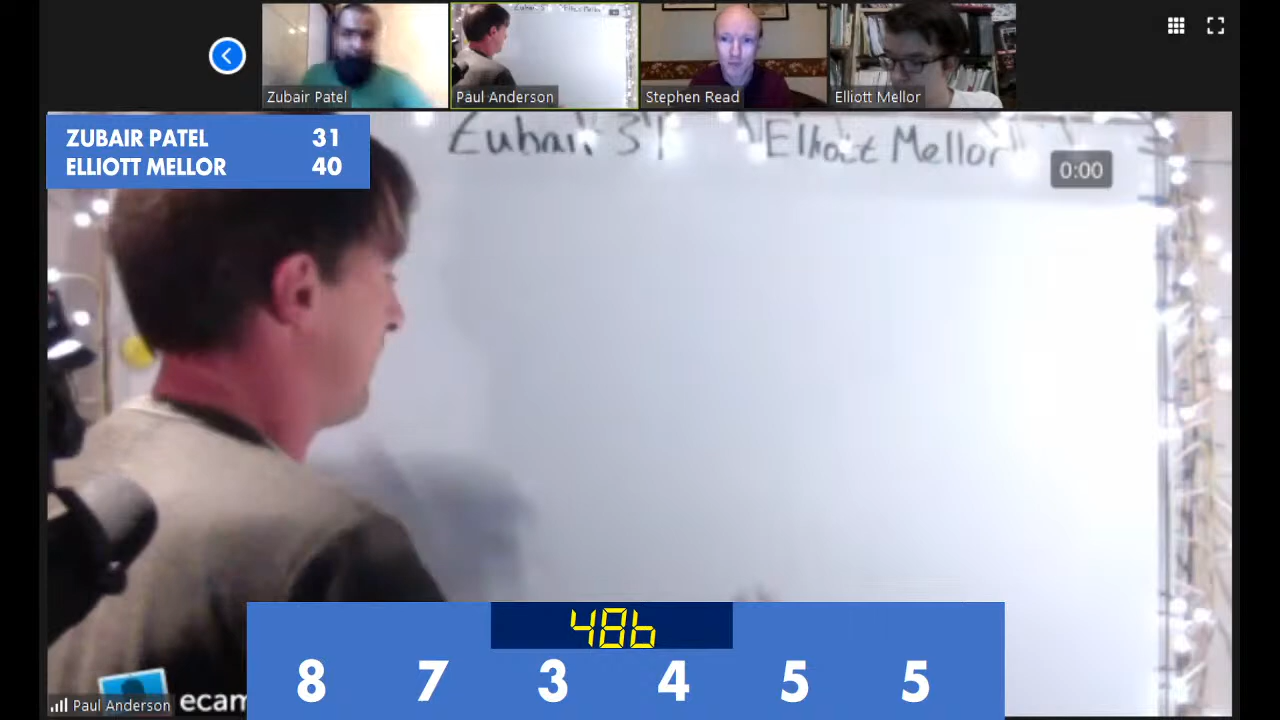 Zubair Patel
Paul Anderson
Stephen Read
Elliott Mellor
ZUBAIR PATEL 31
ELLIOTT MELLOR 40
Zubair 31 Elliott Mellor
0:00
486
8 7 3 4 5 5
Paul Anderson
ecam